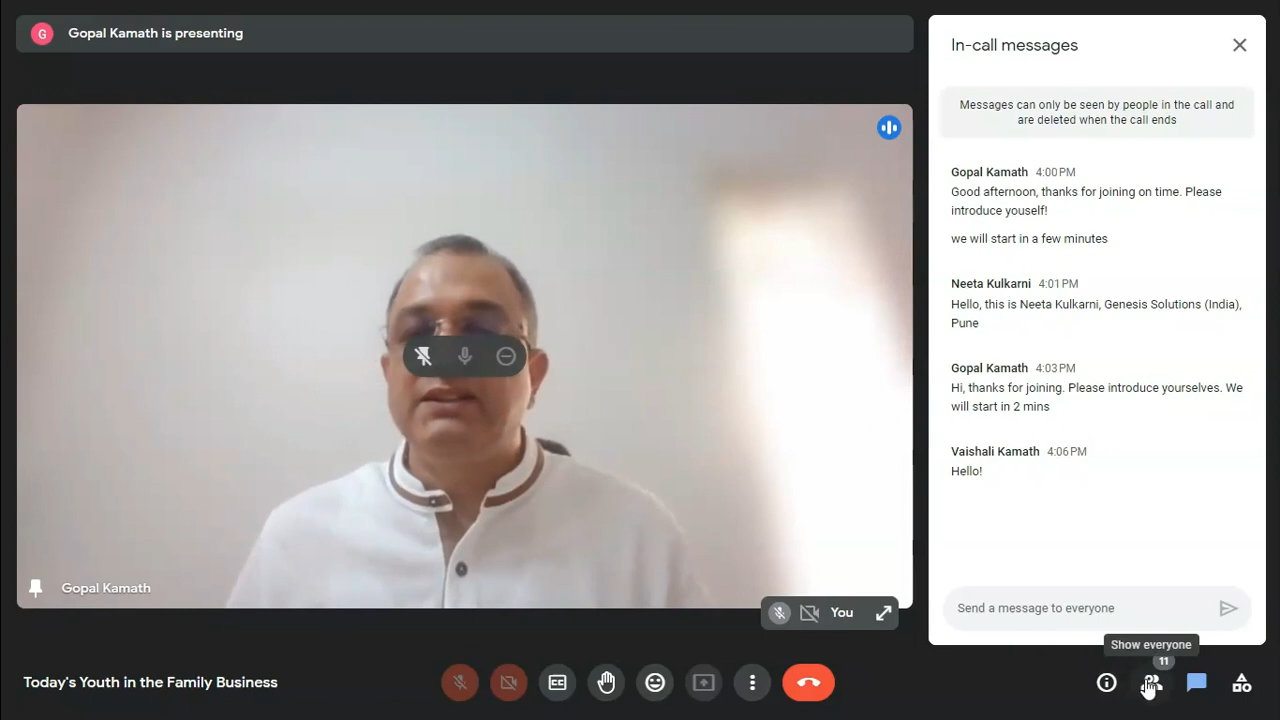 G Gopal Kamath is presenting
Gopal Kamath
You
In-call messages
Messages can only be seen by people in the call and
are deleted when the call ends
Gopal Kamath 4:00 PM
Good afternoon, thanks for joining on time. Please
introduce youself!
we will start in a few minutes
Neeta Kulkarni 4:01 PM
Hello, this is Neeta Kulkarni, Genesis Solutions (India),
Pune
Gopal Kamath 4:03 PM
Hi, thanks for joining. Please introduce yourselves. We
will start in 2 mins
Vaishali Kamath 4:06 PM
Hello!
Send a message to everyone
Show everyone
11
Today's Youth in the Family Business
CC